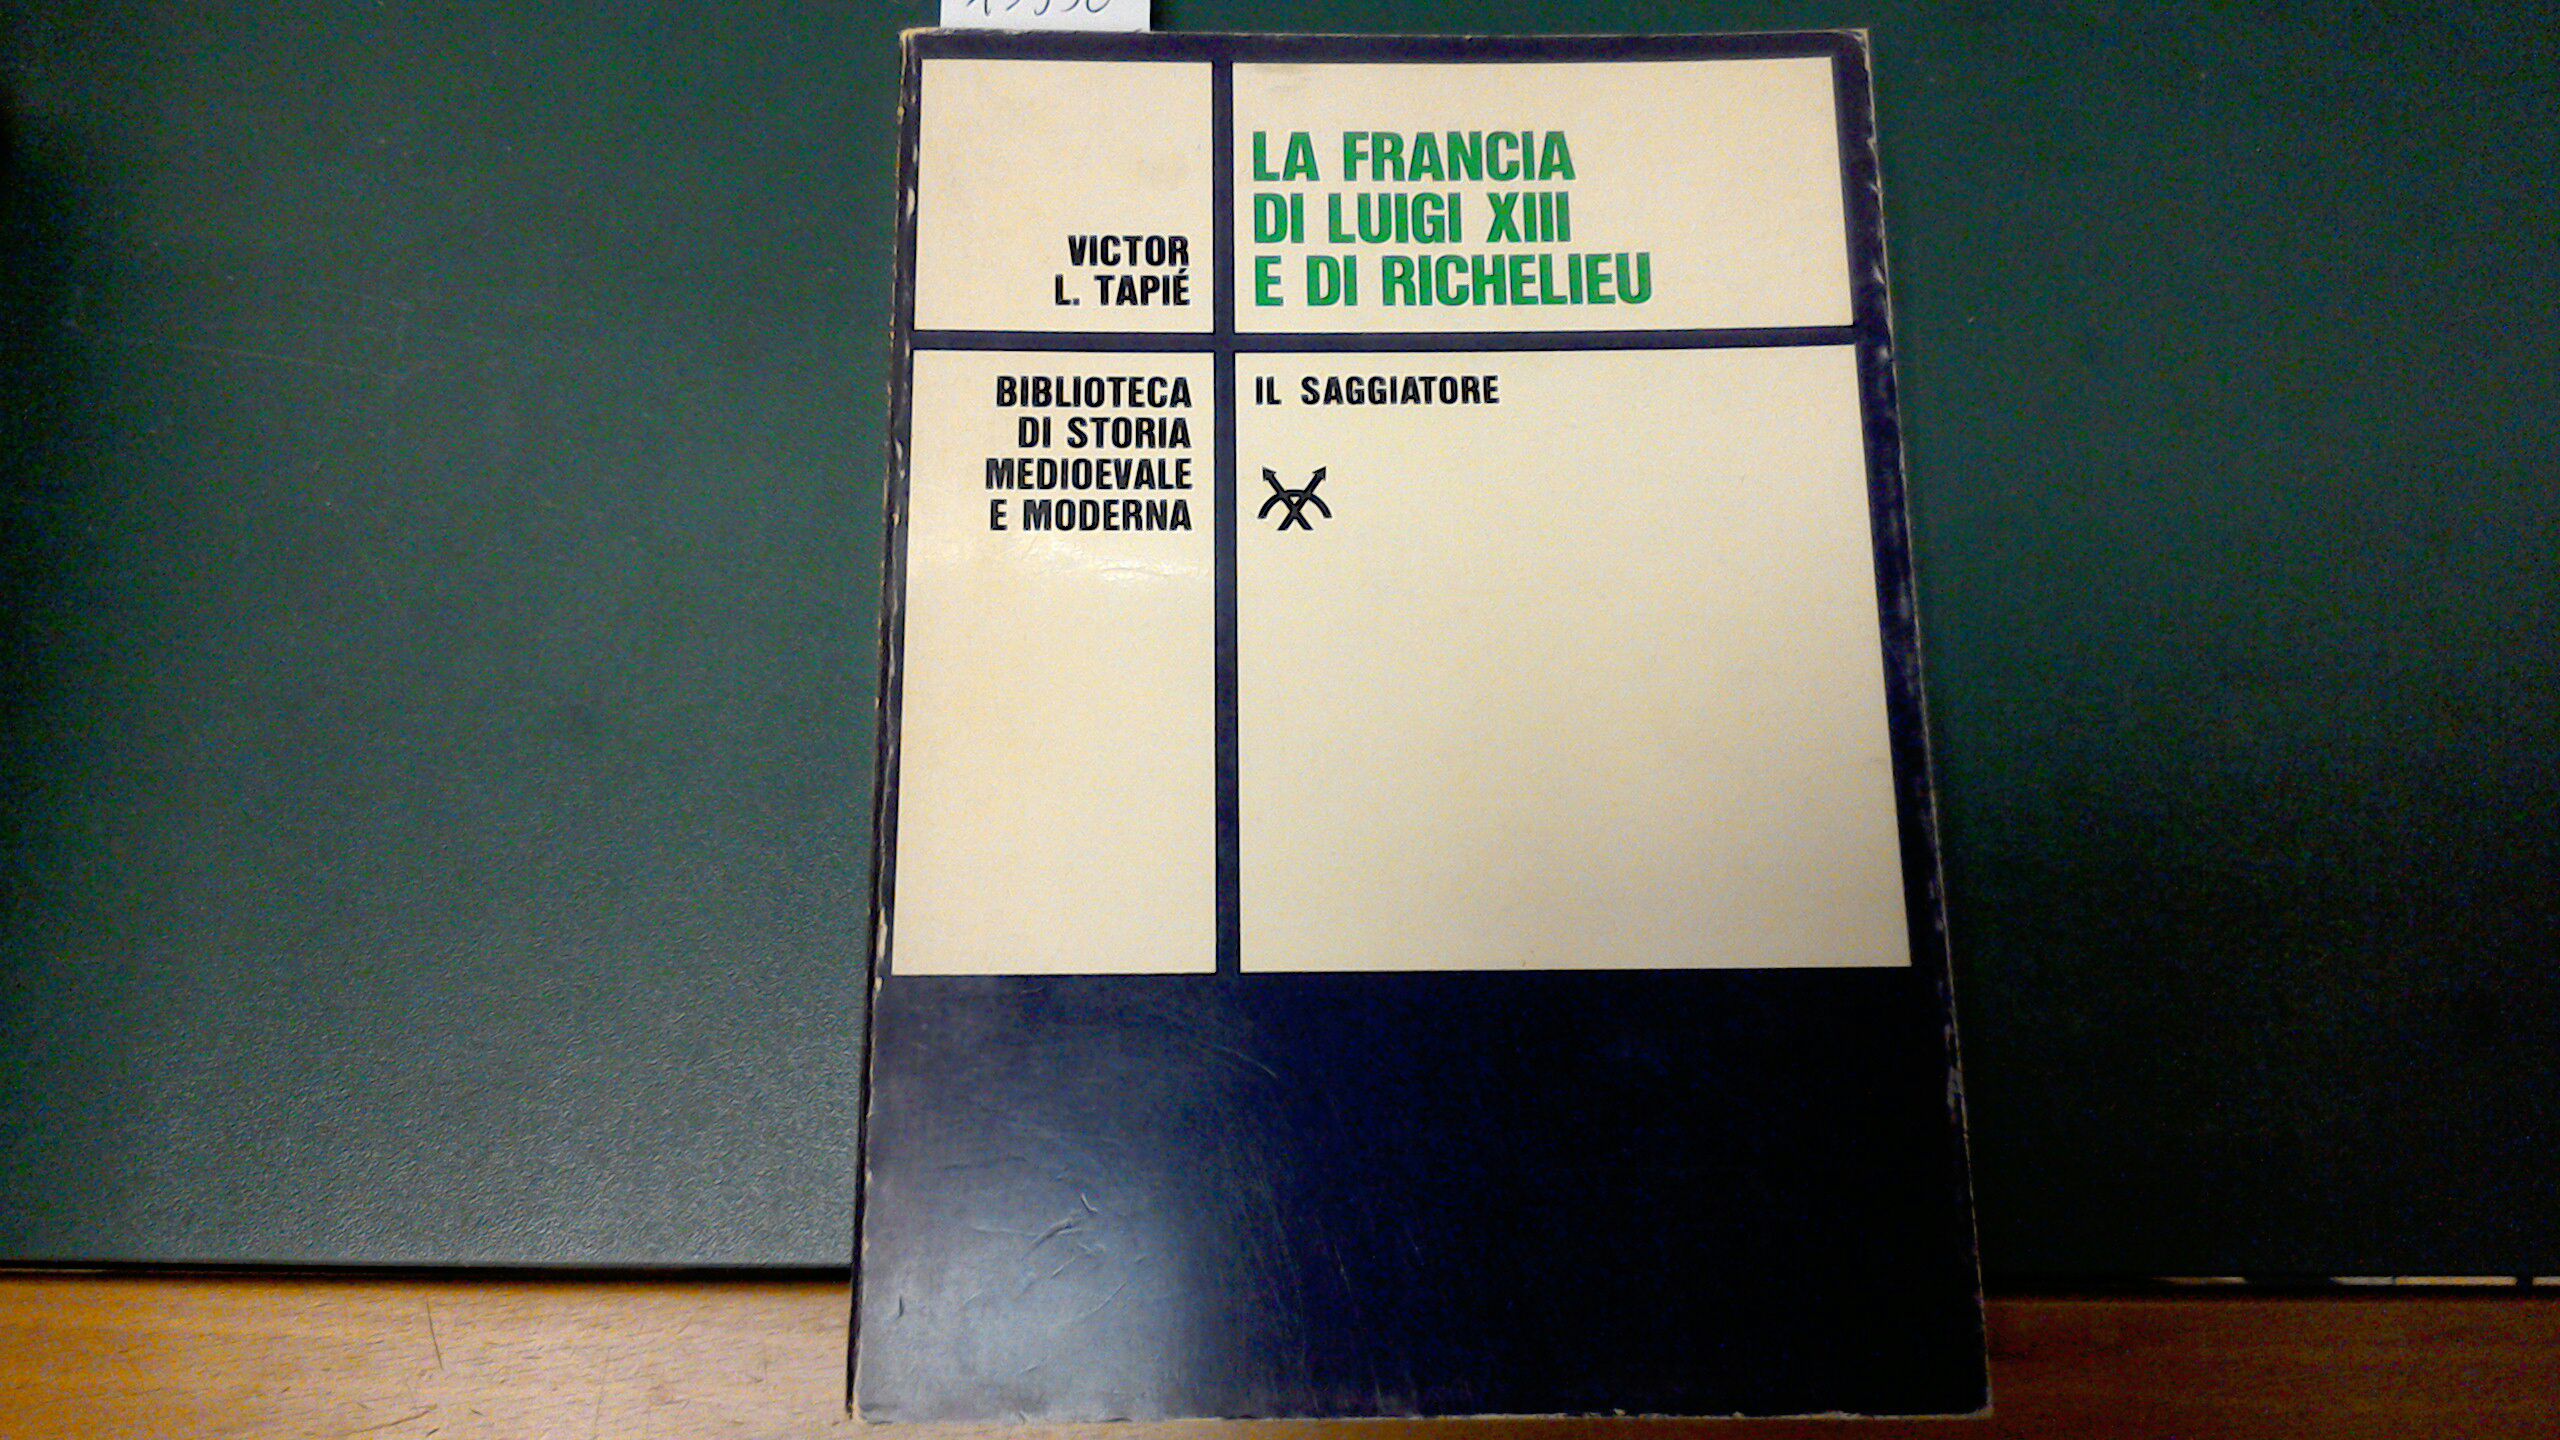 VICTOR
L. TAPIÉ
LA FRANCIA
DI LUIGI XIII
E DI RICHELIEU
BIBLIOTECA
DI STORIA
MEDIOEVALE
E MODERNA
IL SAGGIATORE